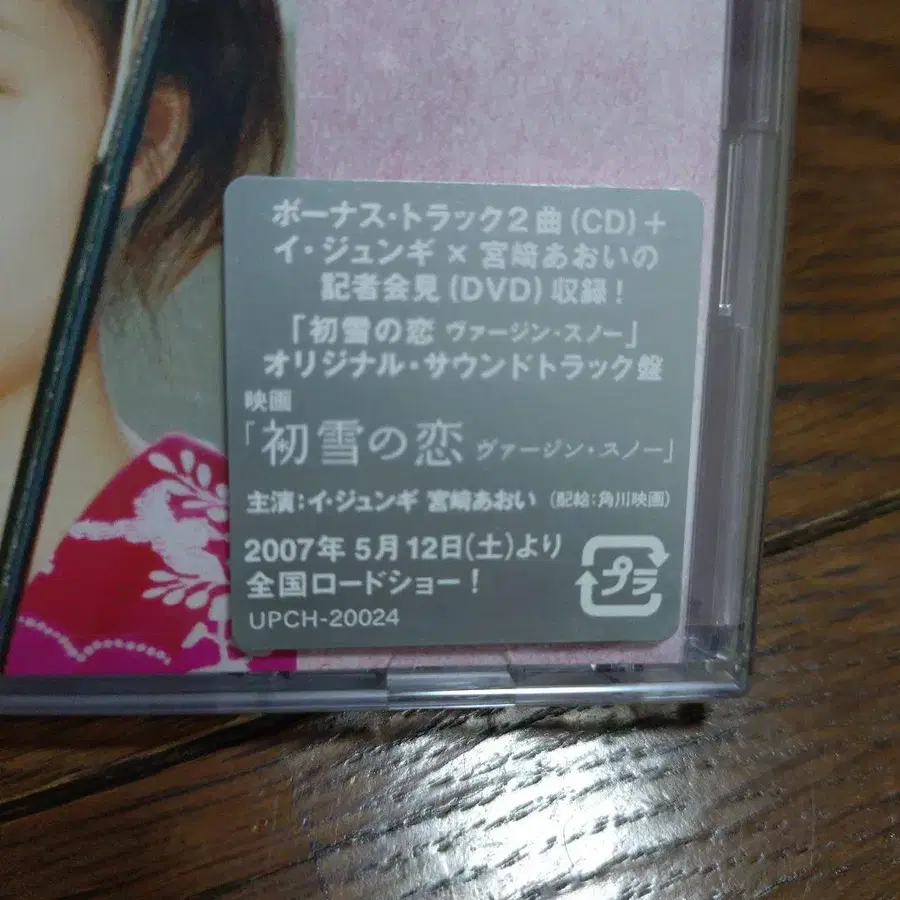 ボーナス・トラック2曲(CD)+
イ・ジュンギ×宮﨑あおいの
記者会見(DVD)収録!
「初雪の恋 ヴァージン・スノー」
オリジナル・サウンドトラック盤
映画
「初雪の恋 ヴァージン・スノー」
主演:イ・ジュンギ 宮﨑あおい (配給:角川映画)
2007年 5月12日(土)より
全国ロードショー!
プラ
UPCH-20024